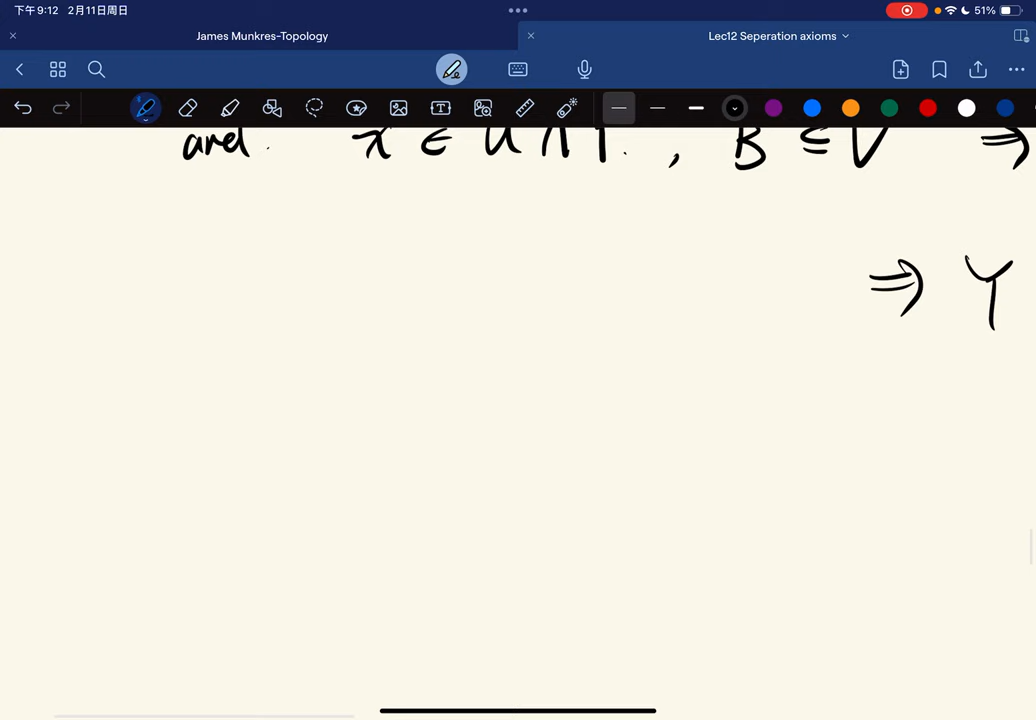 下午9:12 2月11日周日 51%
James Munkres-Topology Lec12 Seperation axioms
and x ∈ U ∩ Y. , B ⊆ V ⇒
⇒ Y